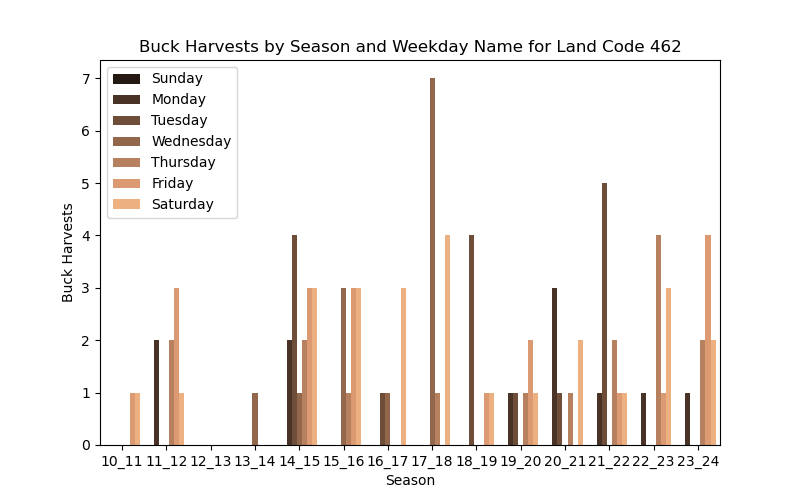 Buck Harvests by Season and Weekday Name for Land Code 462
Sunday
Monday
Tuesday
Wednesday
Thursday
Friday
Saturday
7
6
5
4
3
2
1
0
Buck Harvests
10_11 11_12 12_13 13_14 14_15 15_16 16_17 17_18 18_19 19_20 20_21 21_22 22_23 23_24
Season